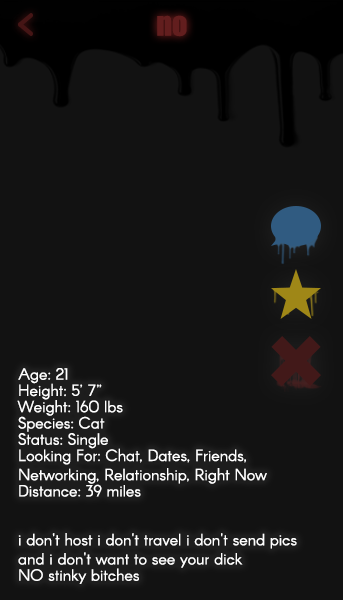 no
Age: 21
Height: 5' 7"
Weight: 160 lbs
Species: Cat
Status: Single
Looking For: Chat, Dates, Friends,
Networking, Relationship, Right Now
Distance: 39 miles
i don't host i don't travel i don't send pics
and i don't want to see your dick
NO stinky bitches